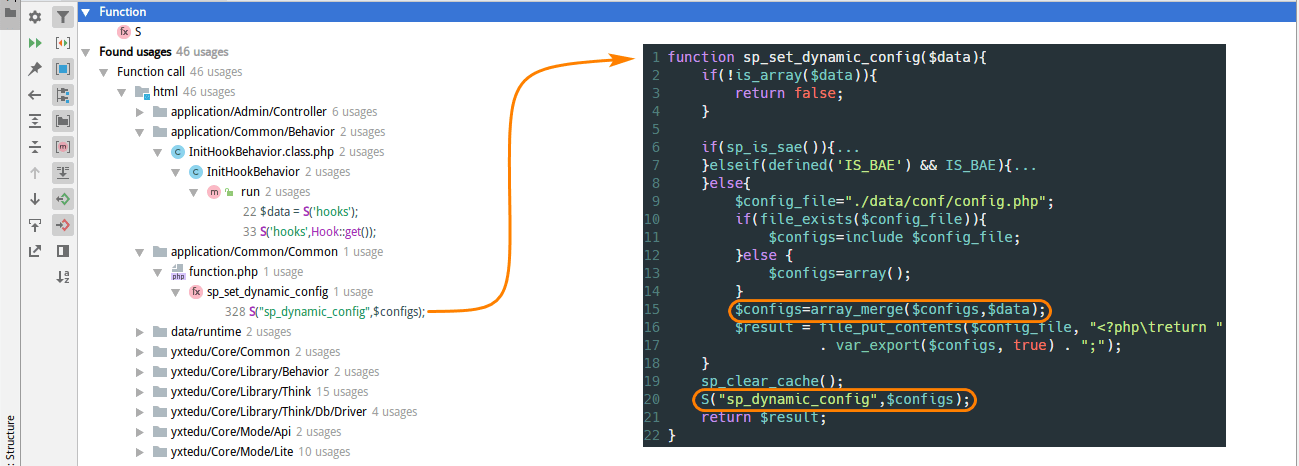 Function
S
Found usages 46 usages
Function call 46 usages
html 46 usages
application/Admin/Controller 6 usages
application/Common/Behavior 2 usages
InitHookBehavior.class.php 2 usages
InitHookBehavior 2 usages
run 2 usages
22 $data = S('hooks');
33 S('hooks',Hook::get());
application/Common/Common 1 usage
function.php 1 usage
sp_set_dynamic_config 1 usage
328 S("sp_dynamic_config",$configs);
data/runtime 2 usages
yxtedu/Core/Common 2 usages
yxtedu/Core/Library/Behavior 2 usages
yxtedu/Core/Library/Think 15 usages
yxtedu/Core/Library/Think/Db/Driver 4 usages
yxtedu/Core/Mode/Api 2 usages
yxtedu/Core/Mode/Lite 10 usages
: Structure
1 function sp_set_dynamic_config($data){
2 if(!is_array($data)){
3 return false;
4 }
5
6 if(sp_is_sae()){...
7 }elseif(defined('IS_BAE') && IS_BAE){...
8 }else{
9 $config_file="./data/conf/config.php";
10 if(file_exists($config_file)){
11 $configs=include $config_file;
12 }else {
13 $configs=array();
14 }
15 $configs=array_merge($configs,$data);
16 $result = file_put_contents($config_file, "<?php\treturn "
17 . var_export($configs, true) . ";");
18 }
19 sp_clear_cache();
20 S("sp_dynamic_config",$configs);
21 return $result;
22 }